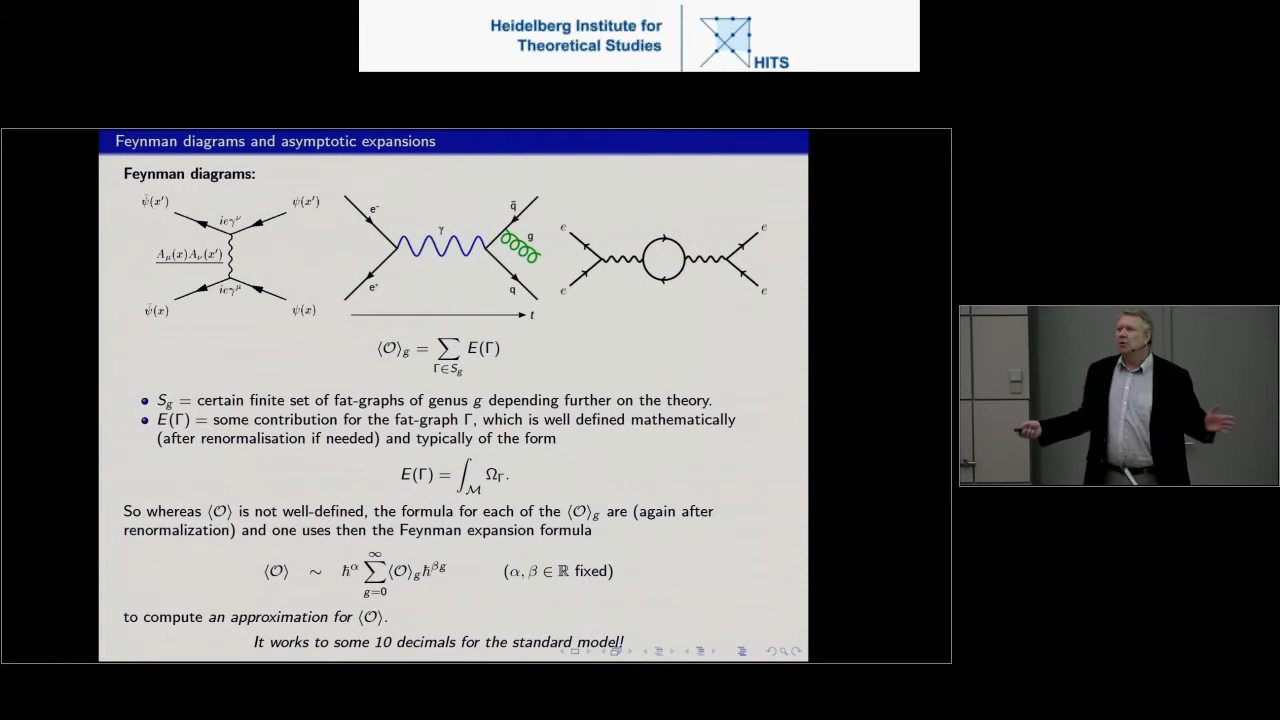 Heidelberg Institute for
Theoretical Studies
HITS
Feynman diagrams and asymptotic expansions
Feynman diagrams:
ψ̄(x′) ψ(x′)
ieγ^ν
A_μ(x)A_ν(x′)
ieγ^μ
ψ̄(x) ψ(x)
e⁻ γ q̄ g
e⁺ q
t
e e
e e
⟨𝒪⟩_g = ∑_{Γ∈S_g} E(Γ)
S_g = certain finite set of fat-graphs of genus g depending further on the theory.
E(Γ) = some contribution for the fat-graph Γ, which is well defined mathematically
(after renormalisation if needed) and typically of the form
E(Γ) = ∫_ℳ Ω_Γ.
So whereas ⟨𝒪⟩ is not well-defined, the formula for each of the ⟨𝒪⟩_g are (again after
renormalization) and one uses then the Feynman expansion formula
⟨𝒪⟩ ∼ ℏ^α ∑_{g=0}^∞ ⟨𝒪⟩_g ℏ^{βg} (α, β ∈ ℝ fixed)
to compute an approximation for ⟨𝒪⟩.
It works to some 10 decimals for the standard model!